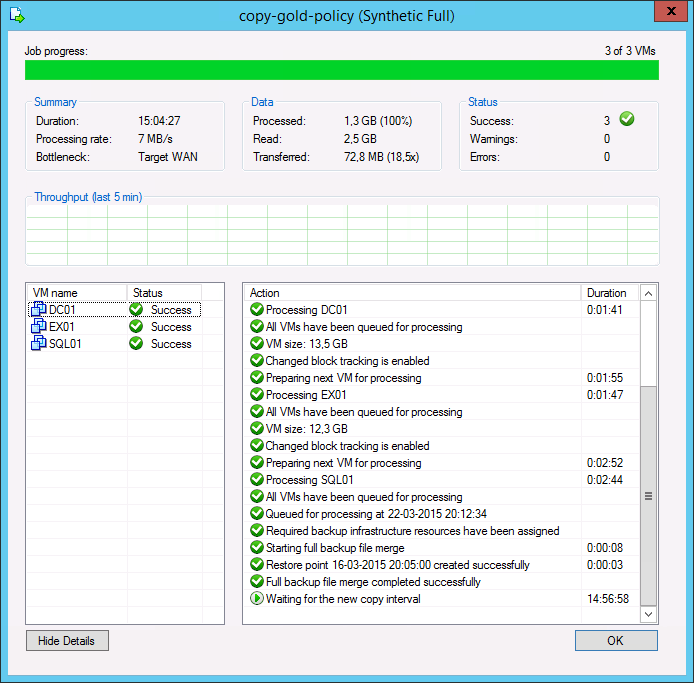 copy-gold-policy (Synthetic Full)
x
Job progress: 3 of 3 VMs
Summary
Duration: 15:04:27
Processing rate: 7 MB/s
Bottleneck: Target WAN
Data
Processed: 1,3 GB (100%)
Read: 2,5 GB
Transferred: 72,8 MB (18,5x)
Status
Success: 3
Warnings: 0
Errors: 0
Throughput (last 5 min)
VM name Status
DC01 Success
EX01 Success
SQL01 Success
Action Duration
Processing DC01 0:01:41
All VMs have been queued for processing
VM size: 13,5 GB
Changed block tracking is enabled
Preparing next VM for processing 0:01:55
Processing EX01 0:01:47
All VMs have been queued for processing
VM size: 12,3 GB
Changed block tracking is enabled
Preparing next VM for processing 0:02:52
Processing SQL01 0:02:44
All VMs have been queued for processing
Queued for processing at 22-03-2015 20:12:34
Required backup infrastructure resources have been assigned
Starting full backup file merge 0:00:08
Restore point 16-03-2015 20:05:00 created successfully 0:00:03
Full backup file merge completed successfully
Waiting for the new copy interval 14:56:58
Hide Details
OK